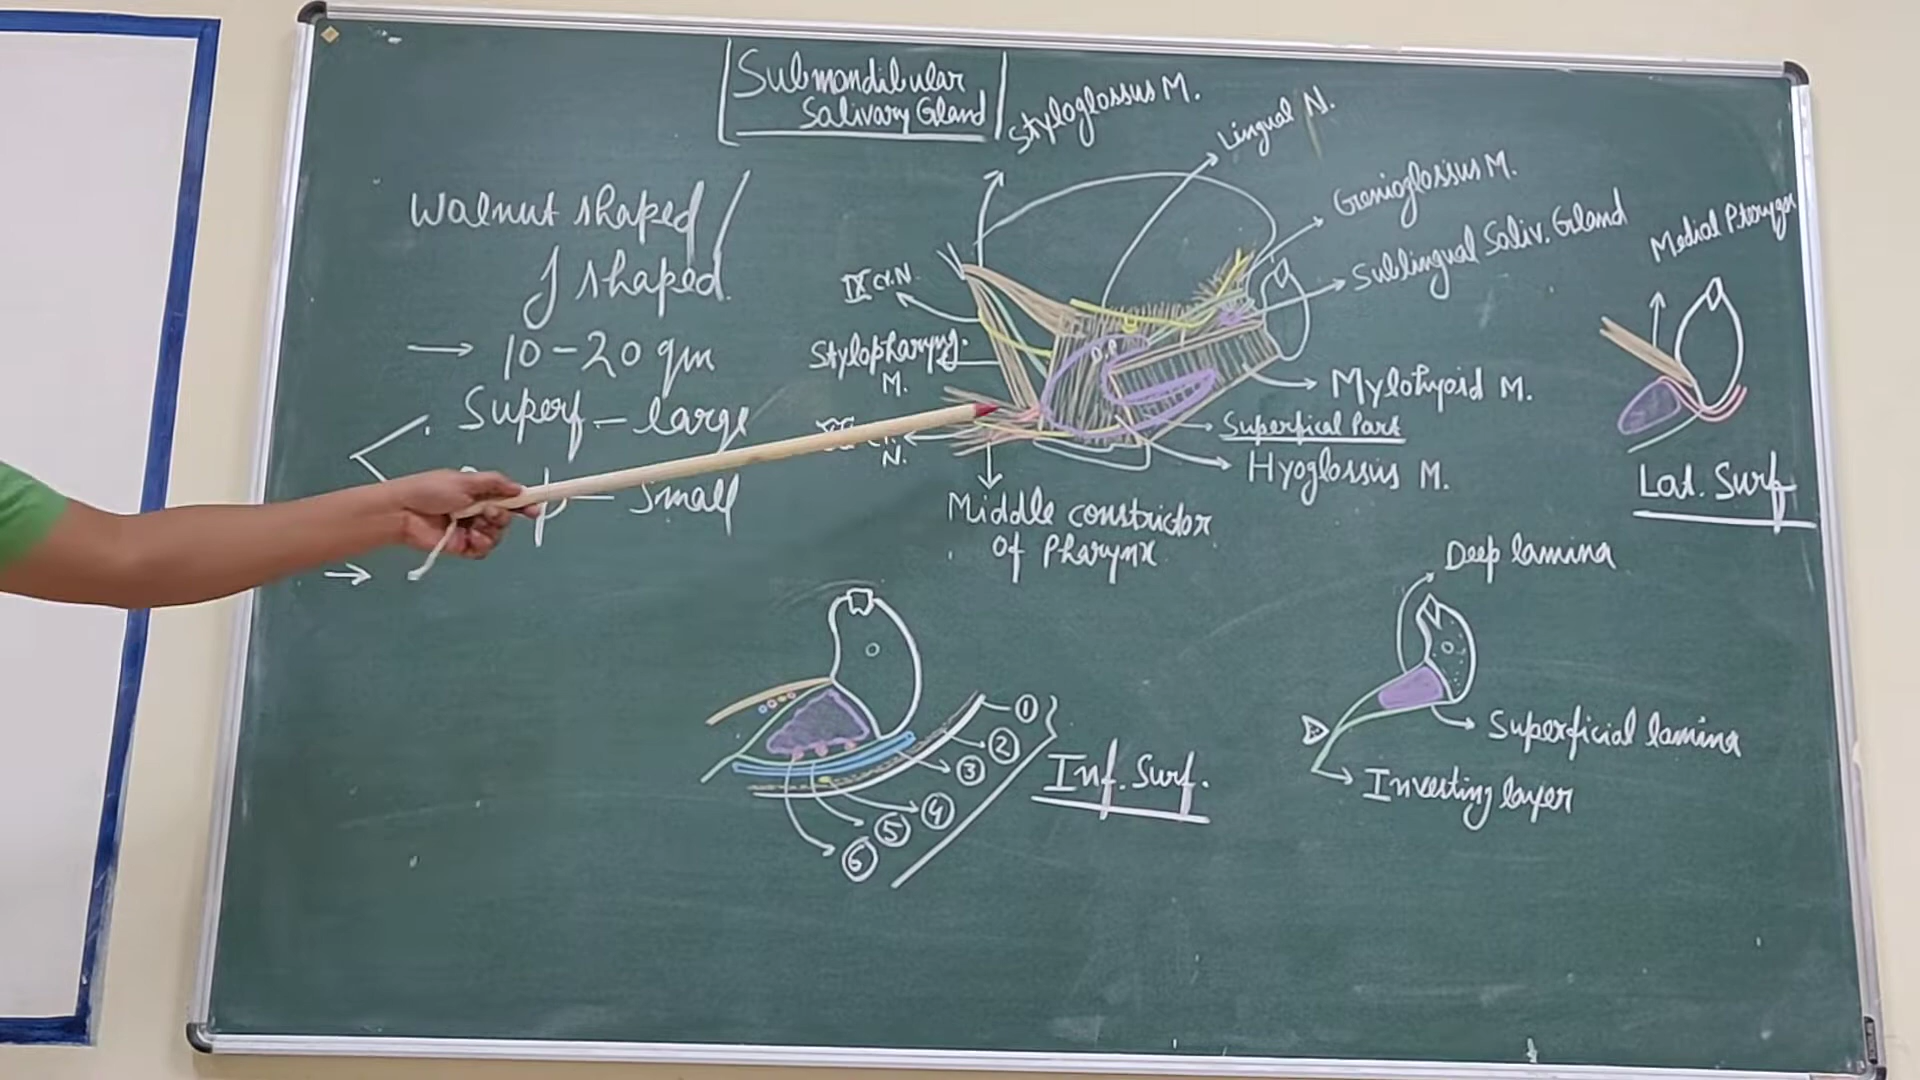 Submandibular
Salivary Gland
Walnut shaped
J shaped
→ 10-20 gm
Superf - large
- Small
→
Styloglossus M.
Lingual N.
Genioglossus M.
Sublingual Saliv. Gland
IX Cr.N.
Stylopharyng.
M.
N.
D.P.
Mylohyoid M.
Superfical Part
Hyoglossus M.
Middle constrictor
of Pharynx
Medial Pterygo
Lat. Surf
Deep lamina
Superficial lamina
Investing layer
①
②
③
④
⑤
⑥
Inf. Surf.